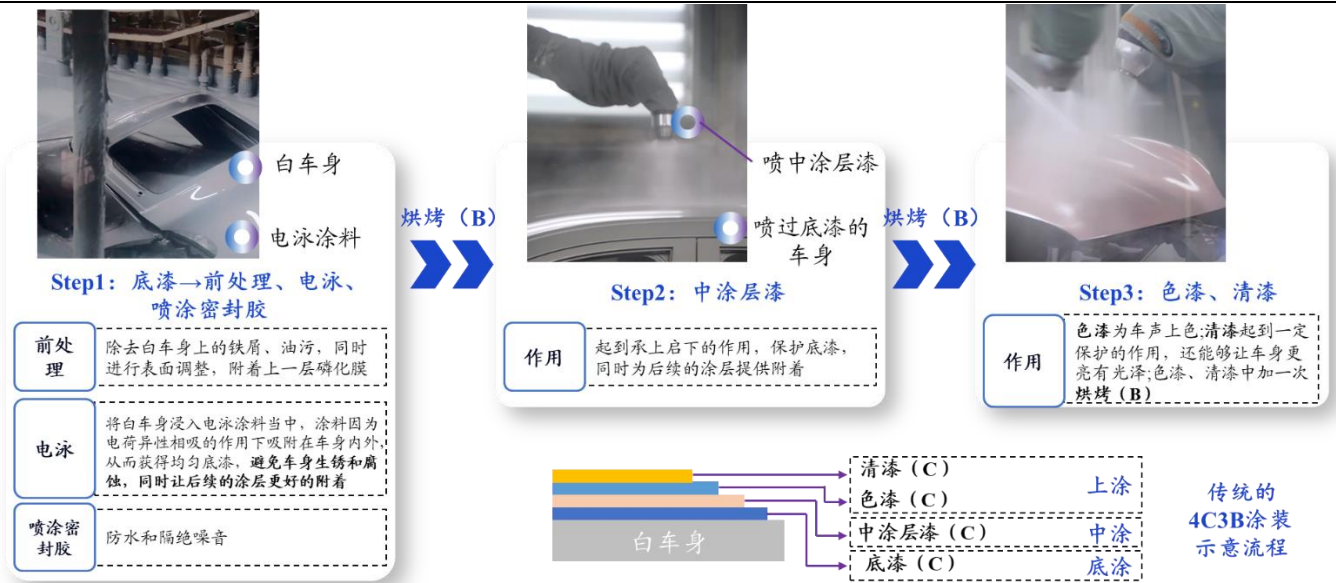 白车身
电泳涂料
Step1：底漆→前处理、电泳、
喷涂密封胶
前处
理
除去白车身上的铁屑、油污，同时
进行表面调整，附着上一层磷化膜
电泳
将白车身浸入电泳涂料当中，涂料因为
电荷异性相吸的作用下吸附在车身内外，
从而获得均匀底漆，避免车身生锈和腐
蚀，同时让后续的涂层更好的附着
喷涂密
封胶
防水和隔绝噪音
烘烤（B）
喷中涂层漆
喷过底漆的
车身
Step2：中涂层漆
作用
起到承上启下的作用，保护底漆，
同时为后续的涂层提供附着
烘烤（B）
Step3：色漆、清漆
作用
色漆为车声上色;清漆起到一定
保护的作用，还能够让车身更
亮有光泽;色漆、清漆中加一次
烘烤（B）
清漆（C）
色漆（C）
上涂
中涂层漆（C） 中涂
底漆（C） 底涂
白车身
传统的
4C3B涂装
示意流程